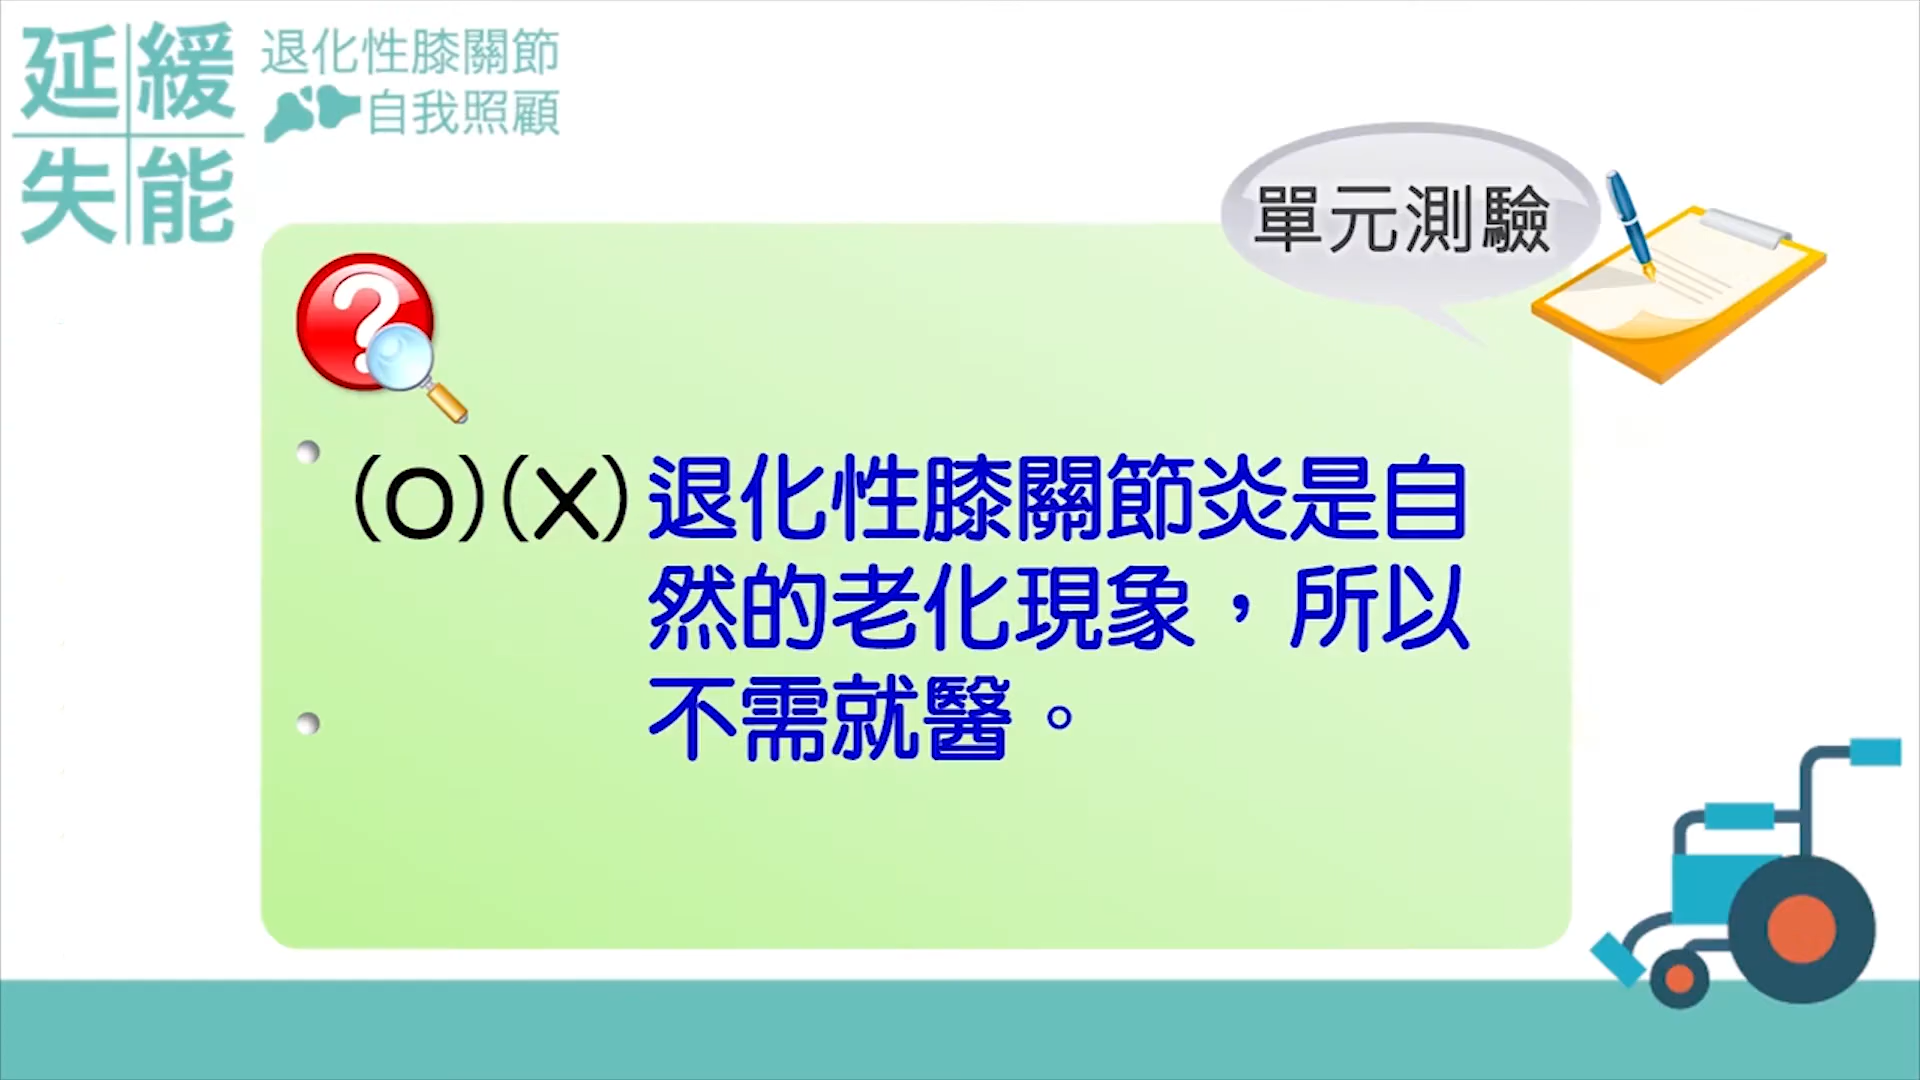 延緩
失能
退化性膝關節
自我照顧
單元測驗
(O)(X)退化性膝關節炎是自
然的老化現象，所以
不需就醫。